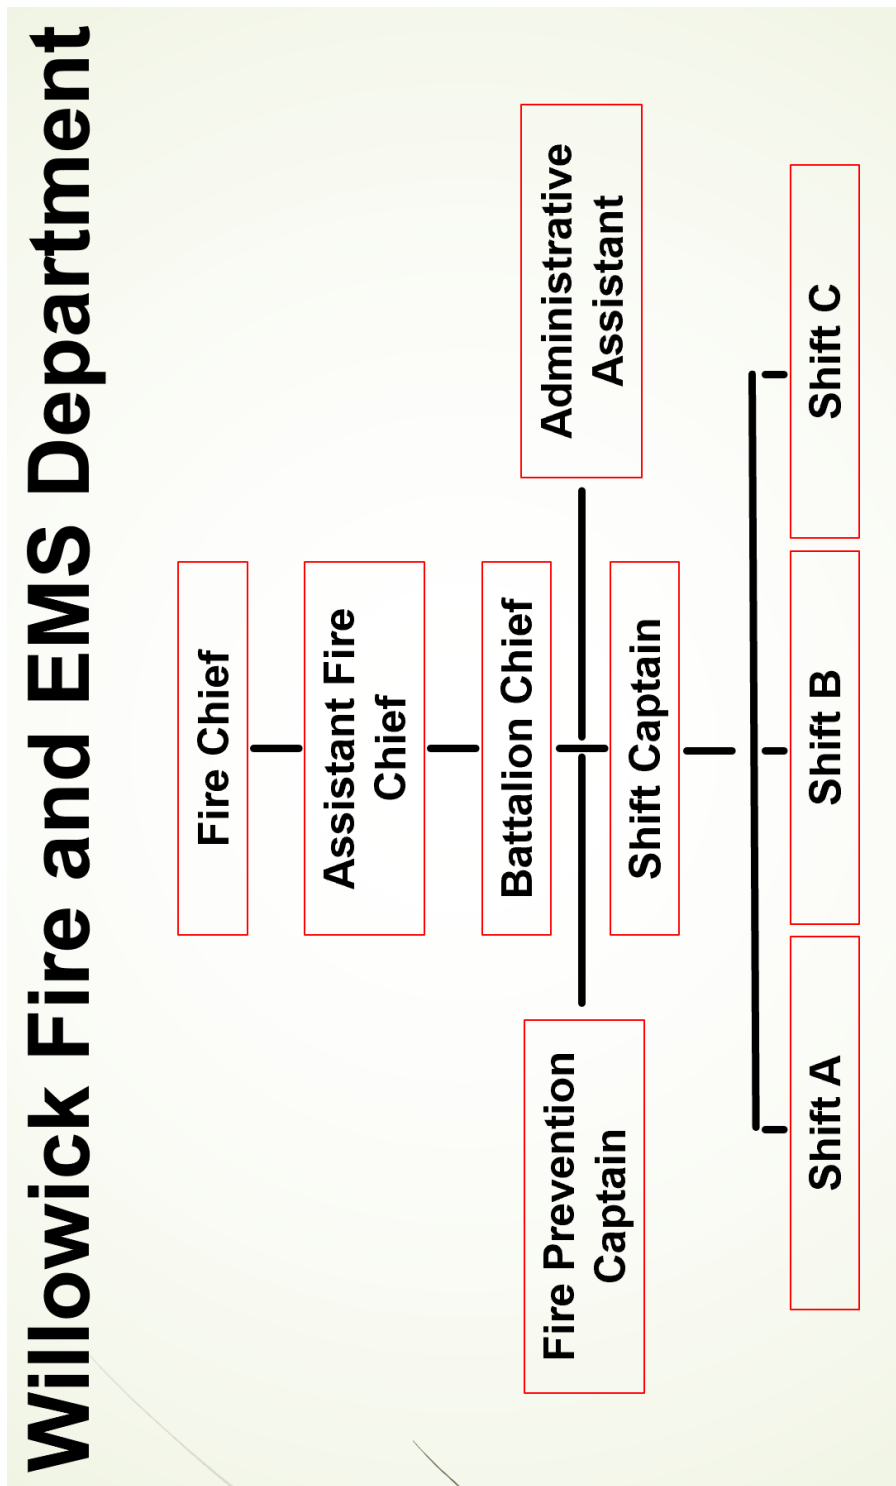 Willowick Fire and EMS Department
Fire Chief
Assistant Fire
Chief
Battalion Chief
Fire Prevention
Captain
Administrative
Assistant
Shift Captain
Shift A
Shift B
Shift C